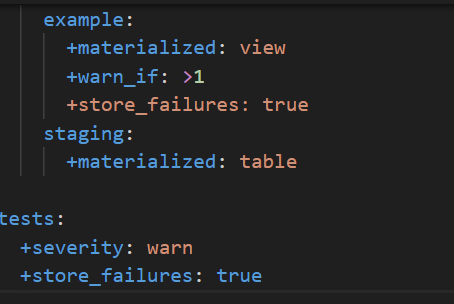 example:
+materialized: view
+warn_if: >1
+store_failures: true
staging:
+materialized: table
tests:
+severity: warn
+store_failures: true